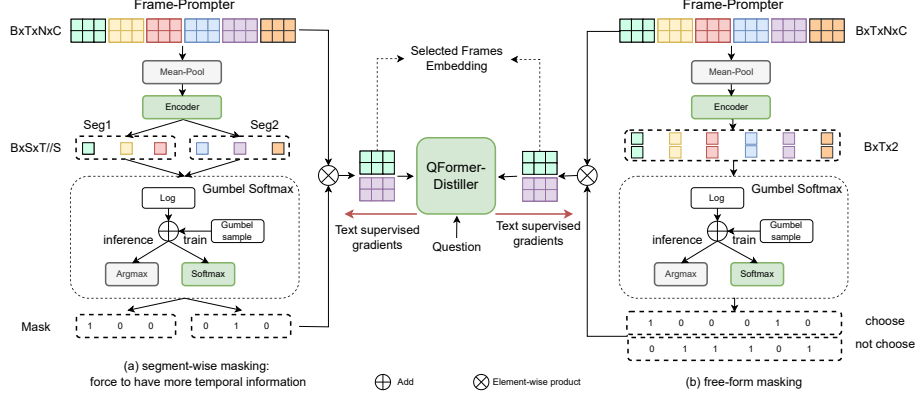 Frame-Prompter
BxTxNxC
Mean-Pool
Encoder
Seg1
Seg2
BxSxT//S
Gumbel Softmax
Log
Gumbel
sample
inference
train
Argmax
Softmax
Mask
1 0 0 0 1 0
(a) segment-wise masking:
force to have more temporal information
Selected Frames
Embedding
QFormer-
Distiller
Text supervised
gradients
Question
Text supervised
gradients
Add
Element-wise product
Frame-Prompter
BxTxNxC
Mean-Pool
Encoder
BxTx2
Gumbel Softmax
Log
Gumbel
sample
inference
train
Argmax
Softmax
1 0 0 0 1 0 choose
0 1 1 1 0 1 not choose
(b) free-form masking